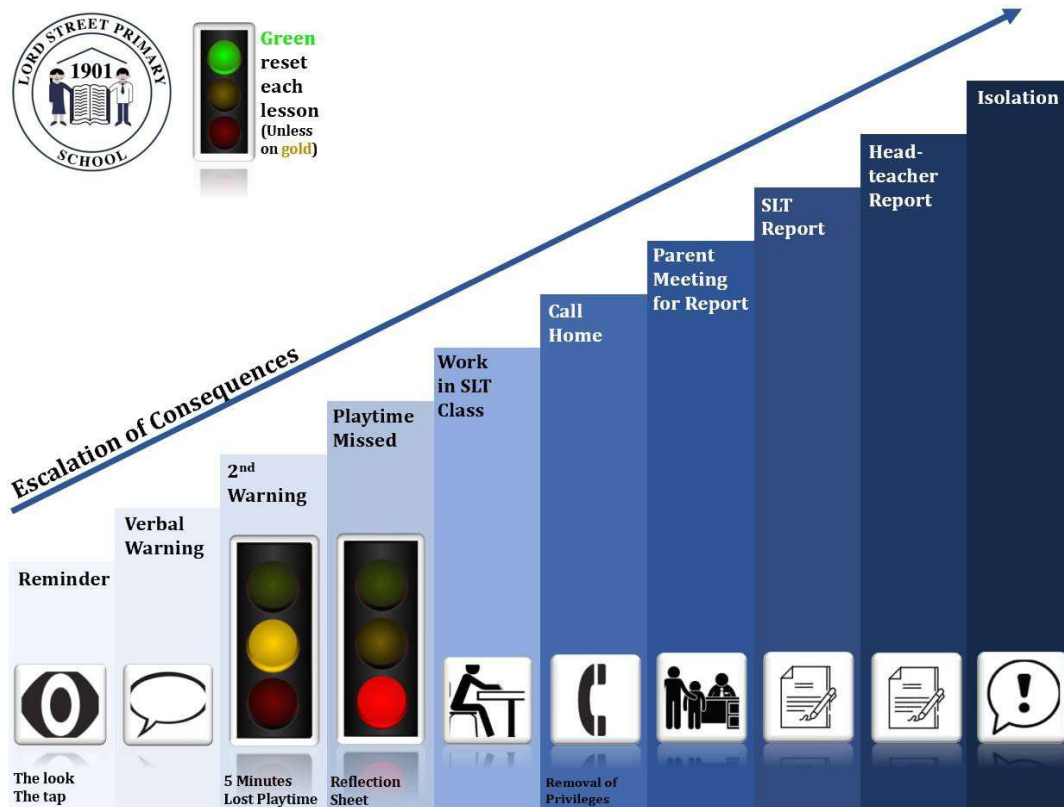 LORD STREET PRIMARY
1901
SCHOOL
Green
reset
each
lesson
(Unless
on gold)
Escalation of Consequences
Reminder
The look
The tap
Verbal
Warning
2nd
Warning
5 Minutes
Lost Playtime
Playtime
Missed
Reflection
Sheet
Work
in SLT
Class
Call
Home
Removal of
Privileges
Parent
Meeting
for Report
SLT
Report
Head-
teacher
Report
Isolation
!